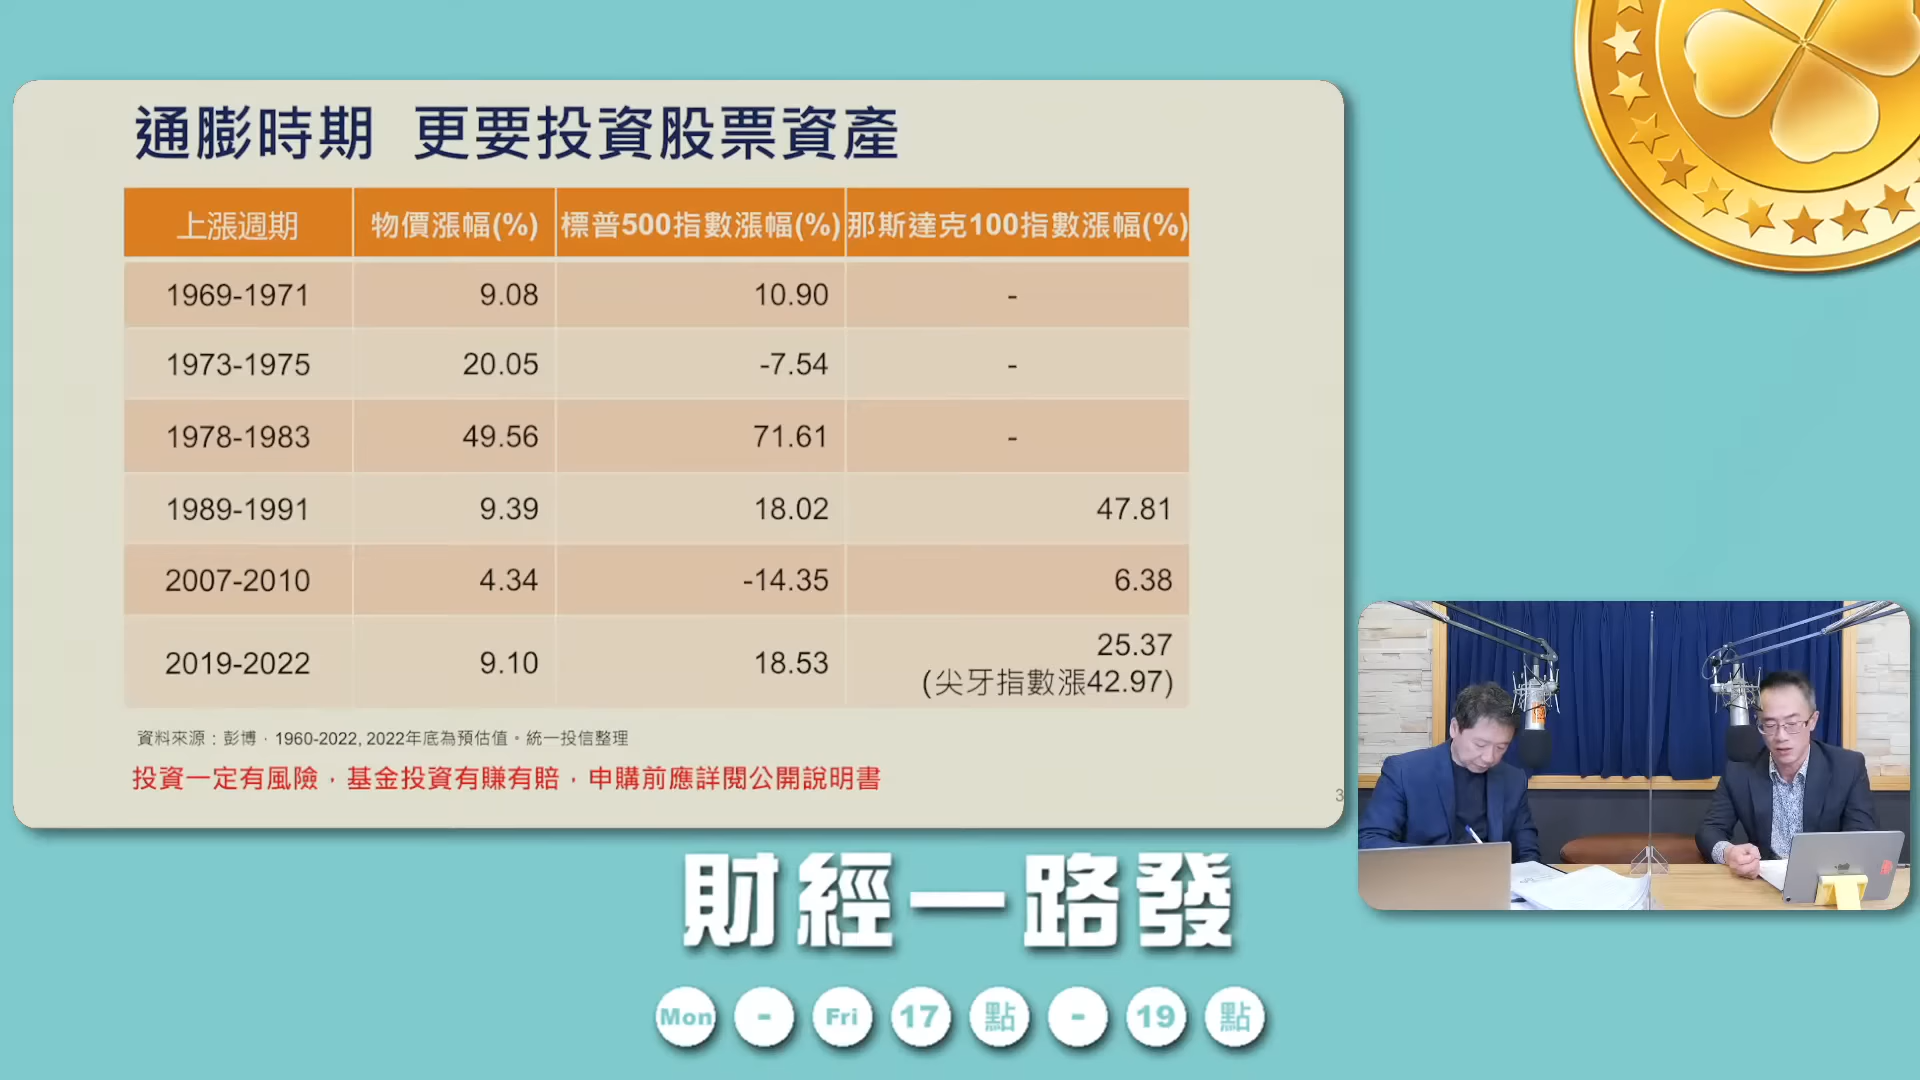 通膨時期 更要投資股票資產
上漲週期 物價漲幅(%) 標普500指數漲幅(%) 那斯達克100指數漲幅(%)
1969-1971 9.08 10.90 -
1973-1975 20.05 -7.54 -
1978-1983 49.56 71.61 -
1989-1991 9.39 18.02 47.81
2007-2010 4.34 -14.35 6.38
2019-2022 9.10 18.53 25.37
(尖牙指數漲42.97)
資料來源：彭博，1960-2022, 2022年底為預估值。統一投信整理
投資一定有風險，基金投資有賺有賠，申購前應詳閱公開說明書
3
財經一路發
Mon - Fri 17 點 - 19 點